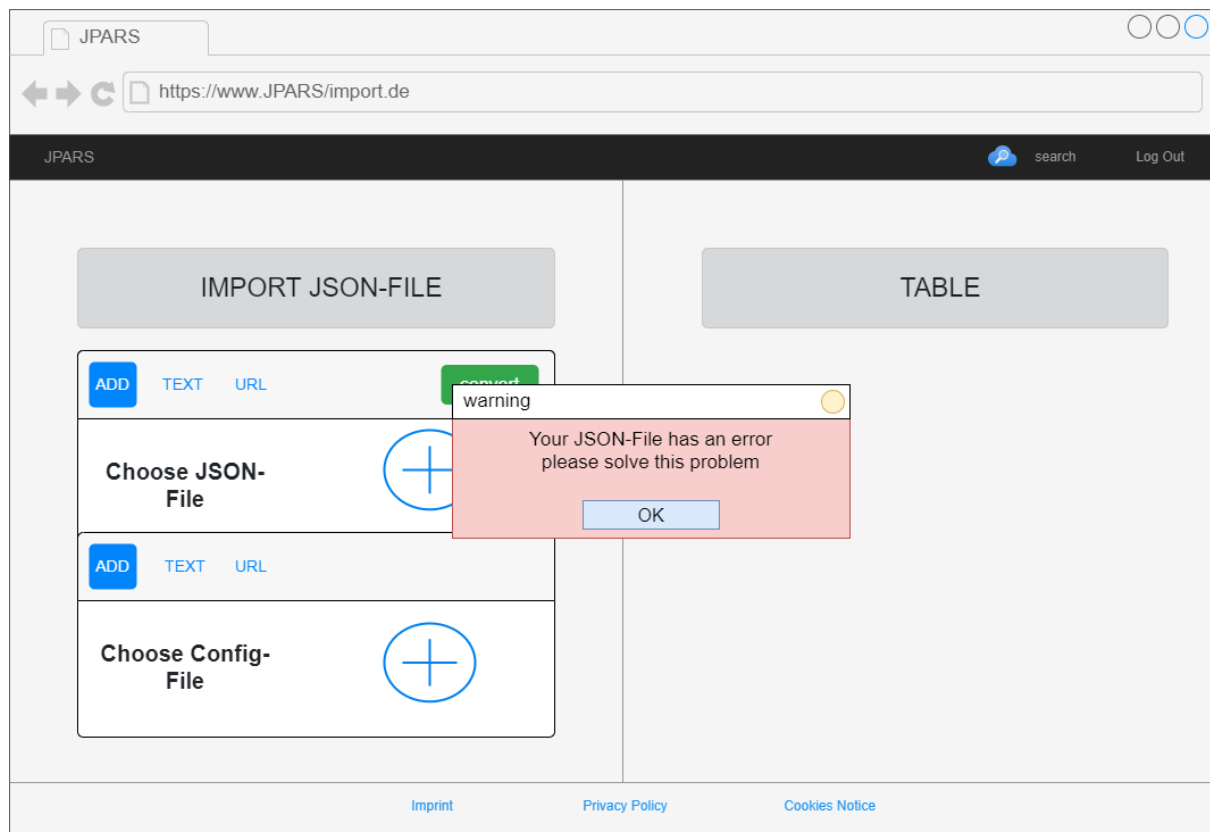 JPARS
https://www.JPARS/import.de
JPARS
search
Log Out
IMPORT JSON-FILE
TABLE
ADD
TEXT
URL
convert
warning
Your JSON-File has an error
please solve this problem
OK
Choose JSON-
File
ADD
TEXT
URL
Choose Config-
File
Imprint
Privacy Policy
Cookies Notice